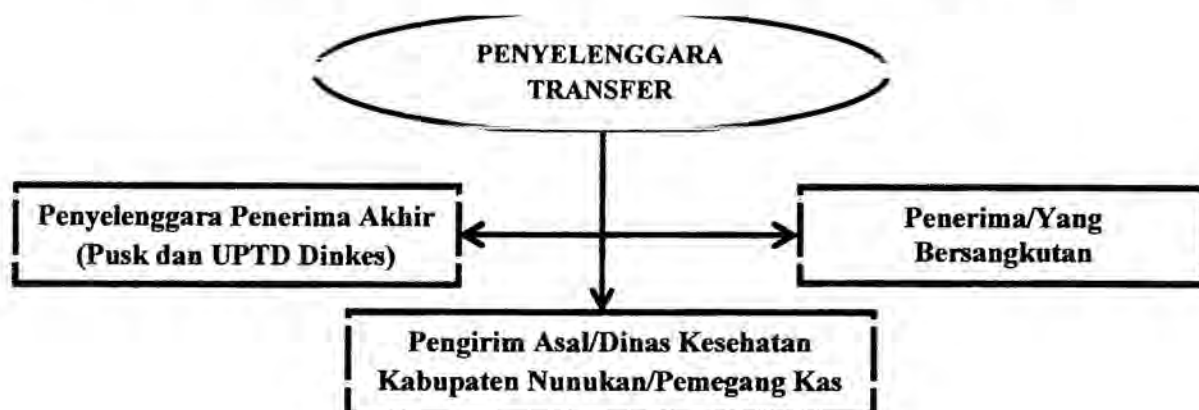 PENYELENGGARA
TRANSFER
Penyelenggara Penerima Akhir
(Pusk dan UPTD Dinkes)
Penerima/Yang
Bersangkutan
Pengirim Asal/Dinas Kesehatan
Kabupaten Nunukan/Pemegang Kas